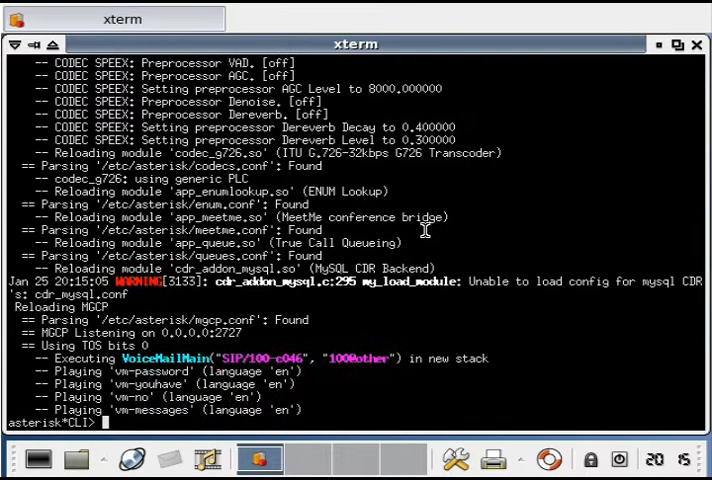 xterm
xterm
-- CODEC SPEEX: Preprocessor VAD. [off]
-- CODEC SPEEX: Preprocessor AGC. [off]
-- CODEC SPEEX: Setting preprocessor AGC Level to 8000.000000
-- CODEC SPEEX: Preprocessor Denoise. [off]
-- CODEC SPEEX: Preprocessor Dereverb. [off]
-- CODEC SPEEX: Setting preprocessor Dereverb Decay to 0.400000
-- CODEC SPEEX: Setting preprocessor Dereverb Level to 0.300000
-- Reloading module 'codec_g726.so' (ITU G.726-32kbps G726 Transcoder)
== Parsing '/etc/asterisk/codecs.conf': Found
-- codec_g726: using generic PLC
-- Reloading module 'app_enumlookup.so' (ENUM Lookup)
== Parsing '/etc/asterisk/enum.conf': Found
-- Reloading module 'app_meetme.so' (MeetMe conference bridge)
== Parsing '/etc/asterisk/meetme.conf': Found
-- Reloading module 'app_queue.so' (True Call Queueing)
== Parsing '/etc/asterisk/queues.conf': Found
-- Reloading module 'cdr_addon_mysql.so' (MySQL CDR Backend)
Jan 25 20:15:05 WARNING[3133]: cdr_addon_mysql.c:295 my_load_module: Unable to load config for mysql CDR
's: cdr_mysql.conf
Reloading MGCP
== Parsing '/etc/asterisk/mgcp.conf': Found
== MGCP Listening on 0.0.0.0:2727
== Using TOS bits 0
-- Executing VoiceMailMain("SIP/100-c046", "100@other") in new stack
-- Playing 'vm-password' (language 'en')
-- Playing 'vm-youhave' (language 'en')
-- Playing 'vm-no' (language 'en')
-- Playing 'vm-messages' (language 'en')
asterisk*CLI>
20 15